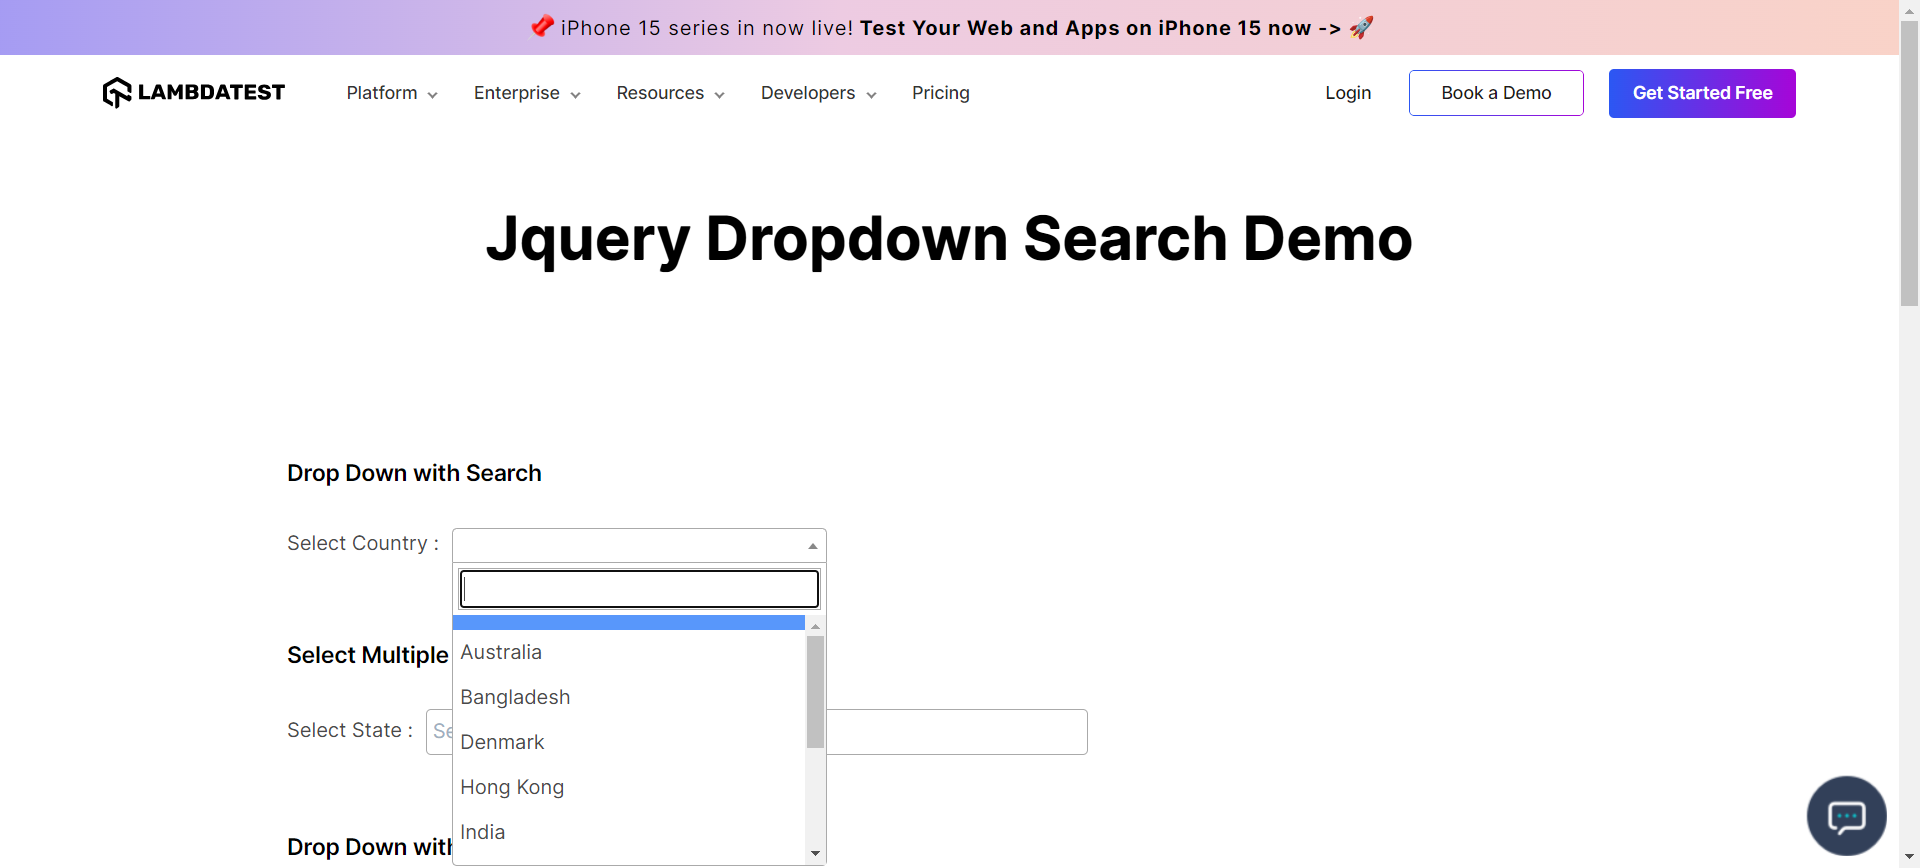 iPhone 15 series in now live! Test Your Web and Apps on iPhone 15 now ->
LAMBDATEST Platform Enterprise Resources Developers Pricing Login Book a Demo Get Started Free
Jquery Dropdown Search Demo
Drop Down with Search
Select Country :
Select Multiple
Australia
Bangladesh
Select State : Se
Denmark
Hong Kong
India
Drop Down with